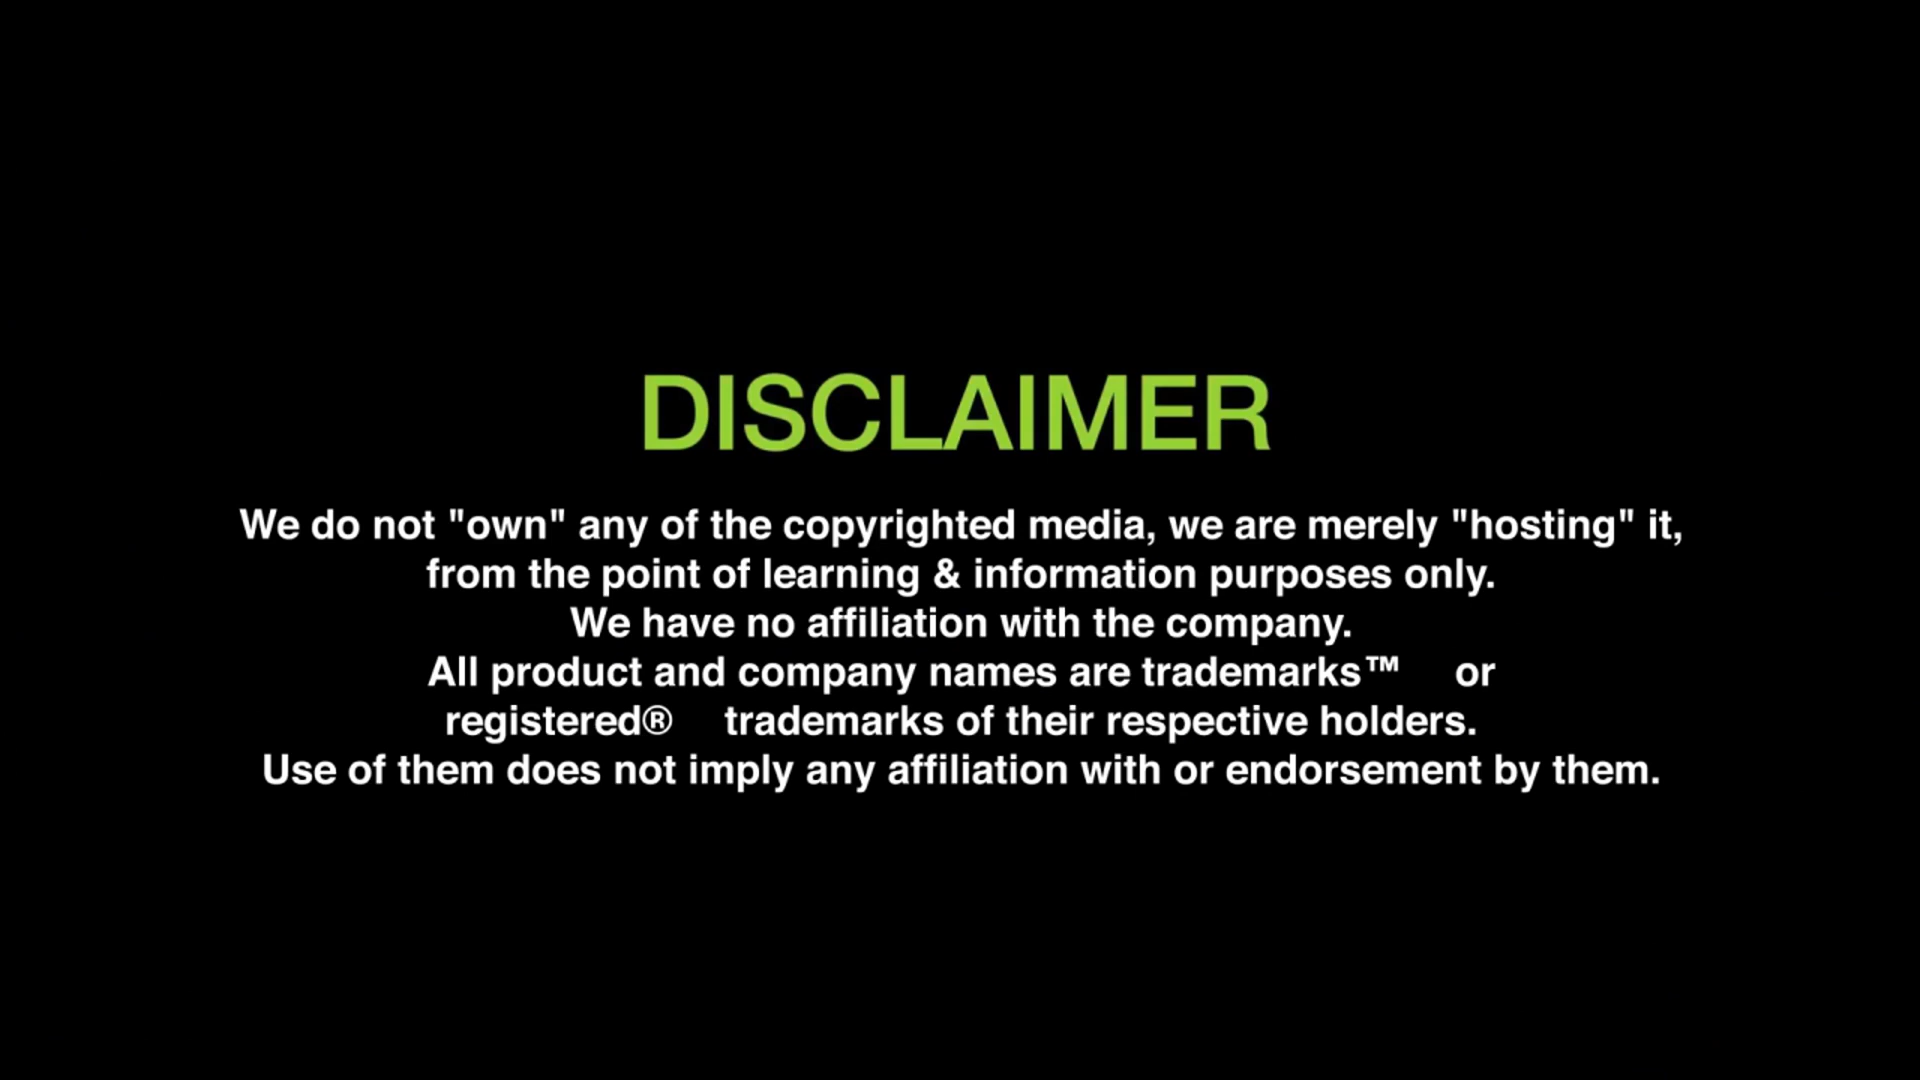 DISCLAIMER
We do not "own" any of the copyrighted media, we are merely "hosting" it,
from the point of learning & information purposes only.
We have no affiliation with the company.
All product and company names are trademarks™ or
registered® trademarks of their respective holders.
Use of them does not imply any affiliation with or endorsement by them.